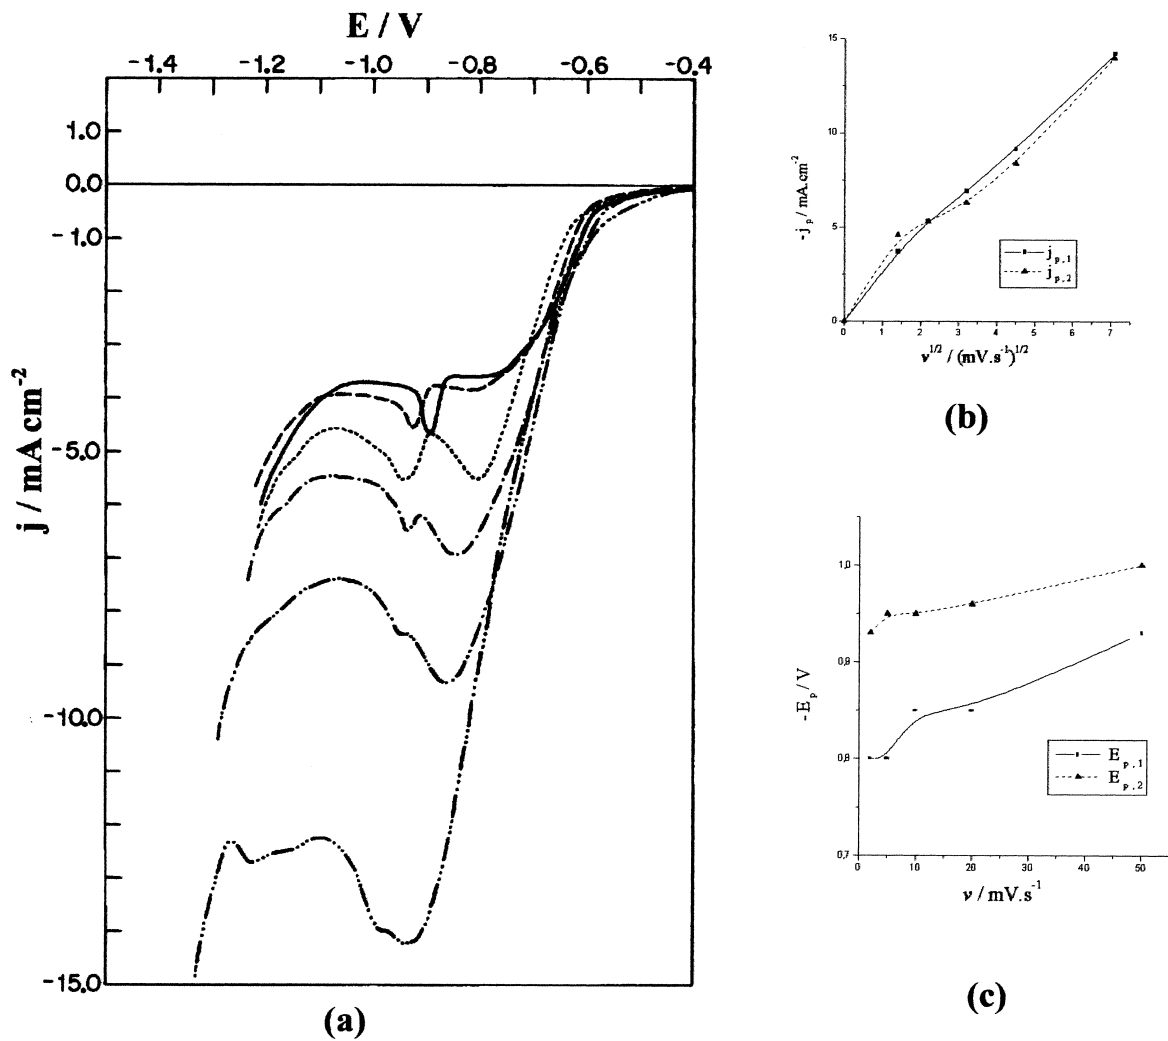 E / V
-1.4 -1.2 -1.0 -0.8 -0.6 -0.4
1.0
0.0
-1.0
-5.0
-10.0
-15.0
j / mA cm-2
(a)
15
10
5
0
0 1 2 3 4 5 6 7
- jp / mA.cm-2
jp,1
jp,2
v1/2 / (mV.s-1)1/2
(b)
1,0
0,9
0,8
0,7
0 10 20 30 40 50
- Ep / V
Ep,1
Ep,2
v / mV.s-1
(c)